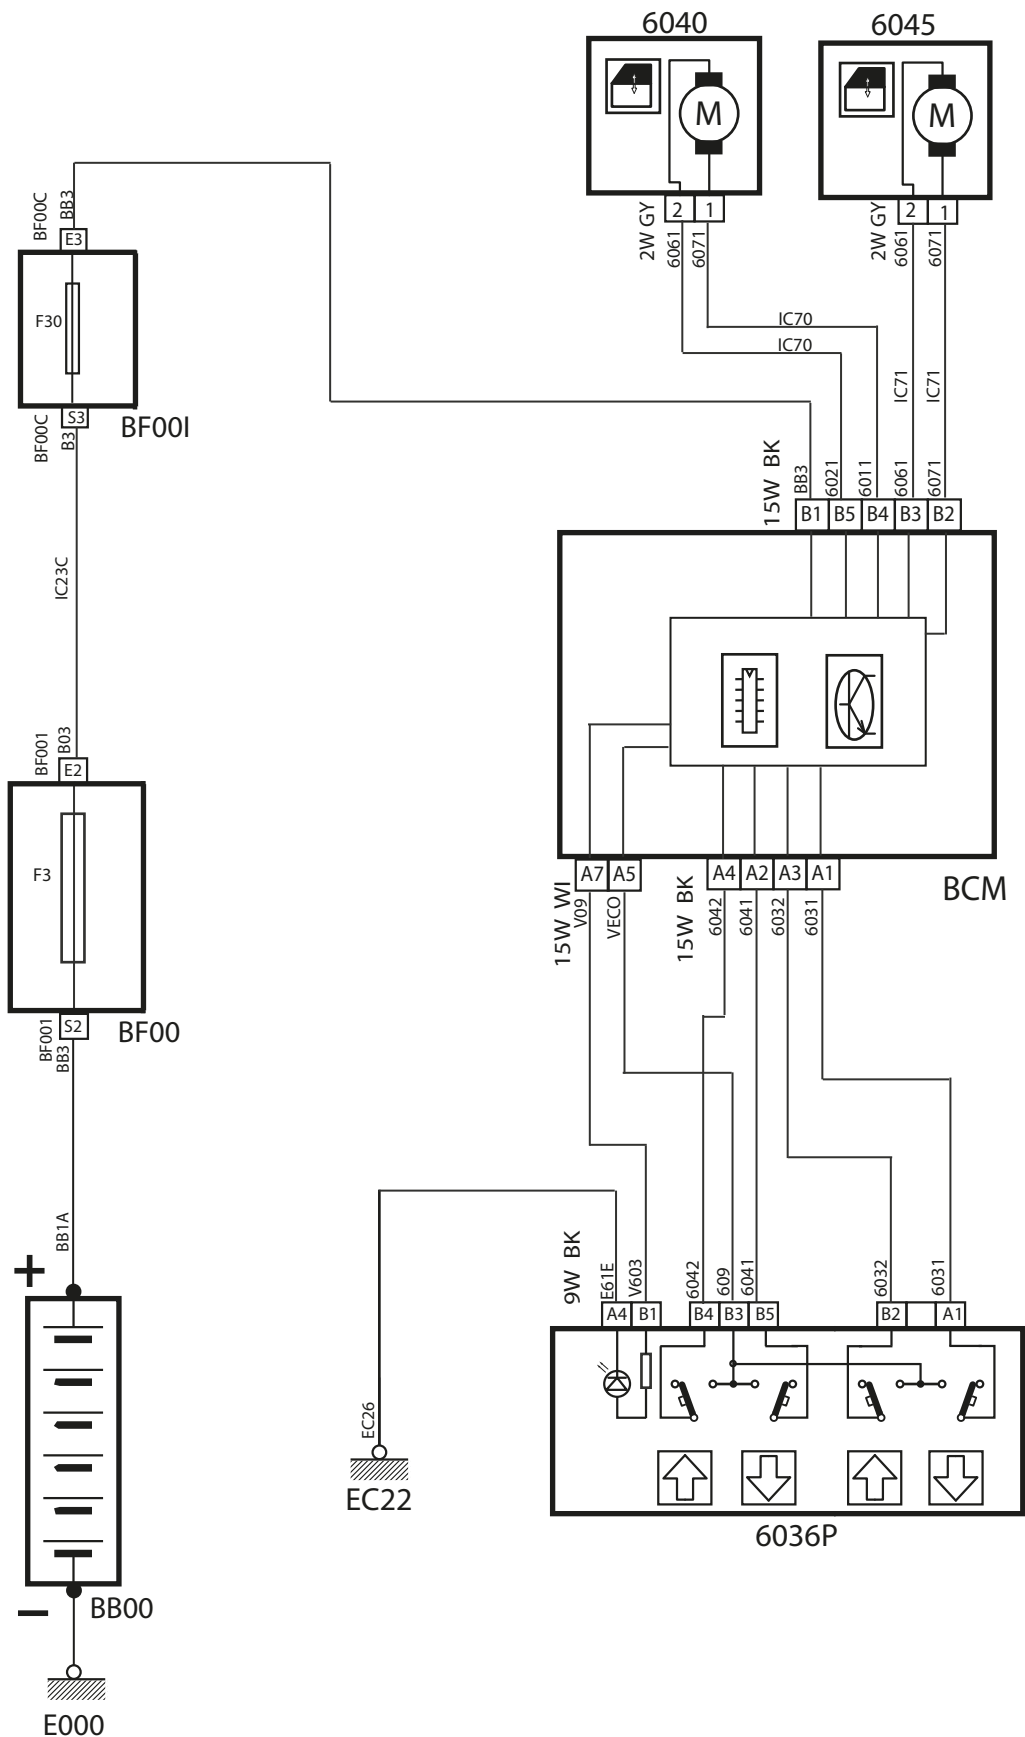 6040
6045
M
M
2W GY
2
1
6061
6071
2W GY
2
1
6061
6071
BF00C
BB3
E3
F30
S3
BF00C
B3
BF00I
IC70
IC70
IC71
IC71
15W BK
BB3
6021
6011
6061
6071
B1
B5
B4
B3
B2
IC23C
BF001
B03
E2
F3
S2
BF001
BB3
BF00
A7
A5
A4
A2
A3
A1
BCM
15W WI
V09
VECO
15W BK
6042
6041
6032
6031
BB1A
+
9W BK
E61E
V603
6042
609
6041
6032
6031
A4
B1
B4
B3
B5
B2
A1
EC26
EC22
6036P
BB00
–
E000